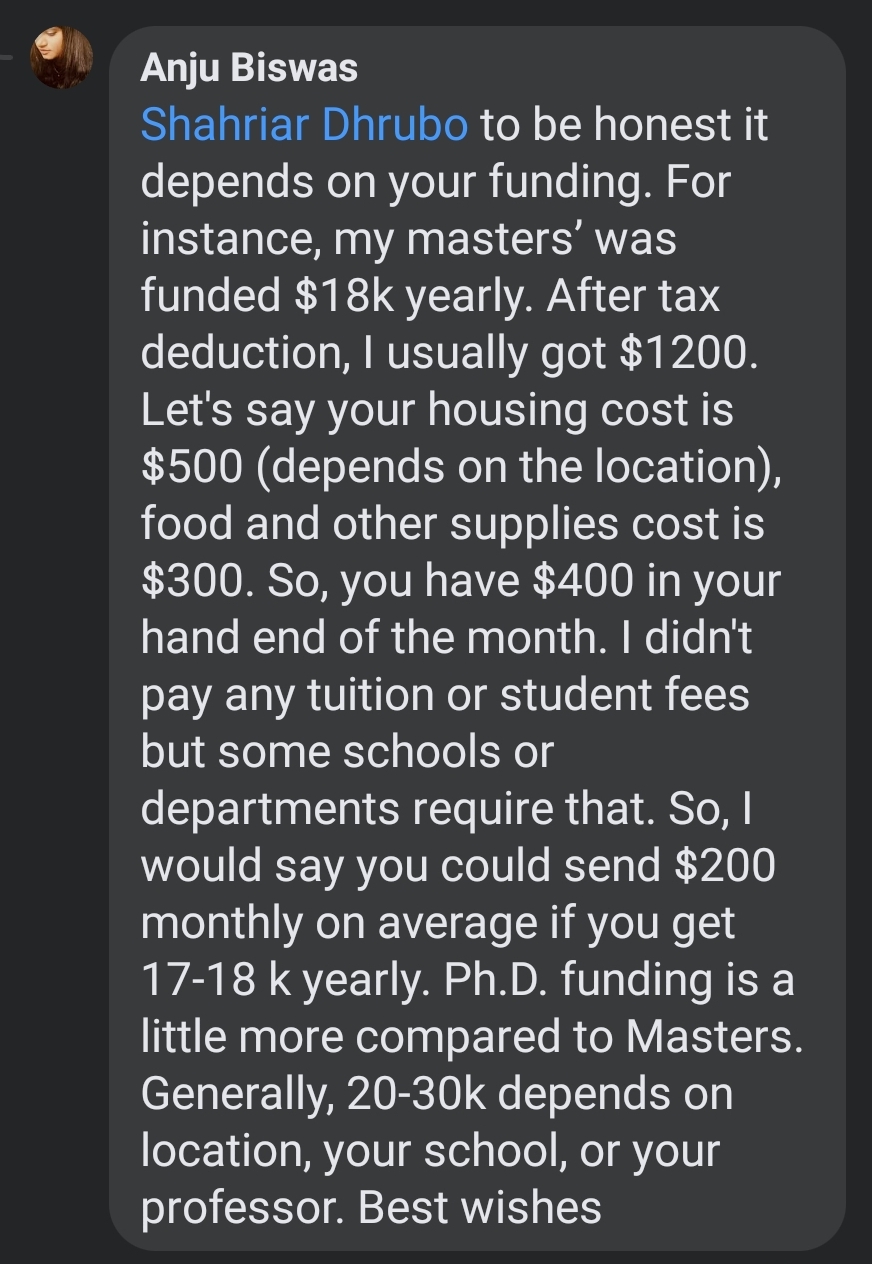 Anju Biswas
Shahriar Dhrubo to be honest it
depends on your funding. For
instance, my masters’ was
funded $18k yearly. After tax
deduction, I usually got $1200.
Let's say your housing cost is
$500 (depends on the location),
food and other supplies cost is
$300. So, you have $400 in your
hand end of the month. I didn't
pay any tuition or student fees
but some schools or
departments require that. So, I
would say you could send $200
monthly on average if you get
17-18 k yearly. Ph.D. funding is a
little more compared to Masters.
Generally, 20-30k depends on
location, your school, or your
professor. Best wishes